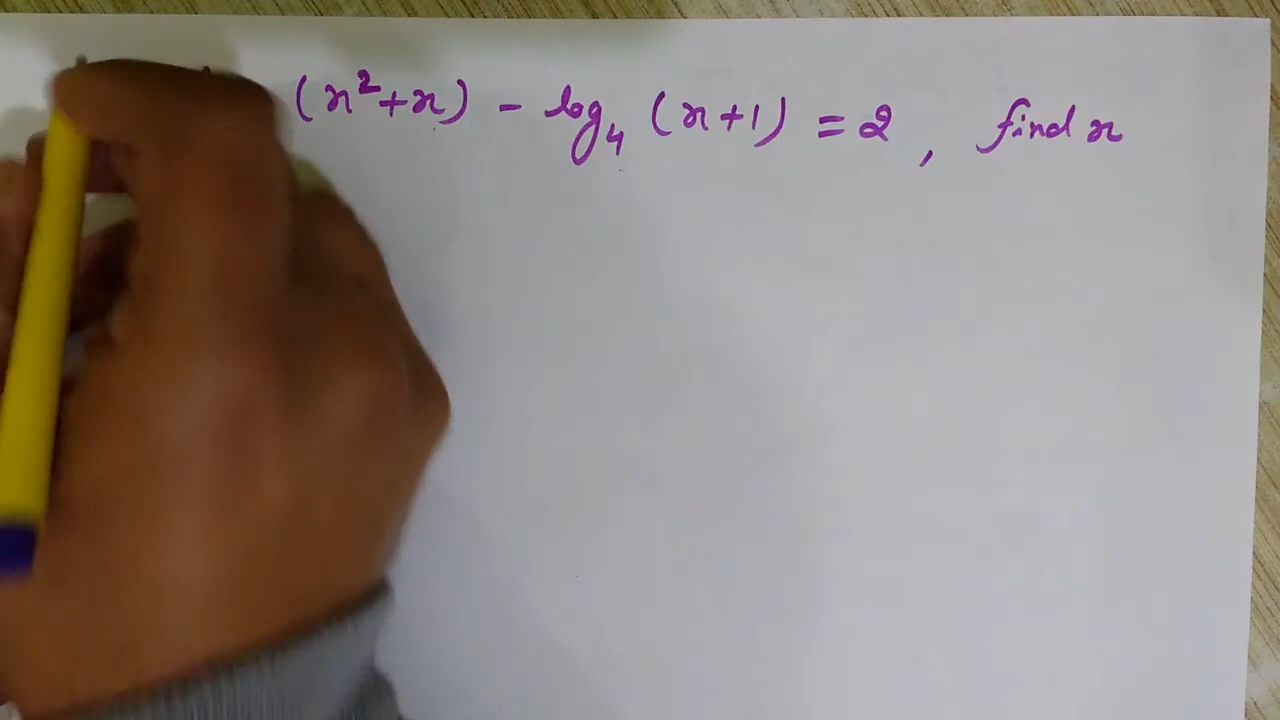 (x²+x) - log₄ (x+1) = 2 , find x